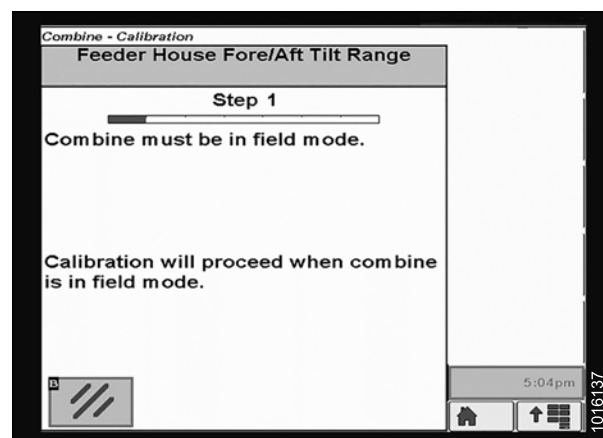 Combine - Calibration
Feeder House Fore/Aft Tilt Range
Step 1
Combine must be in field mode.
Calibration will proceed when combine
is in field mode.
B
5:04pm
1016137